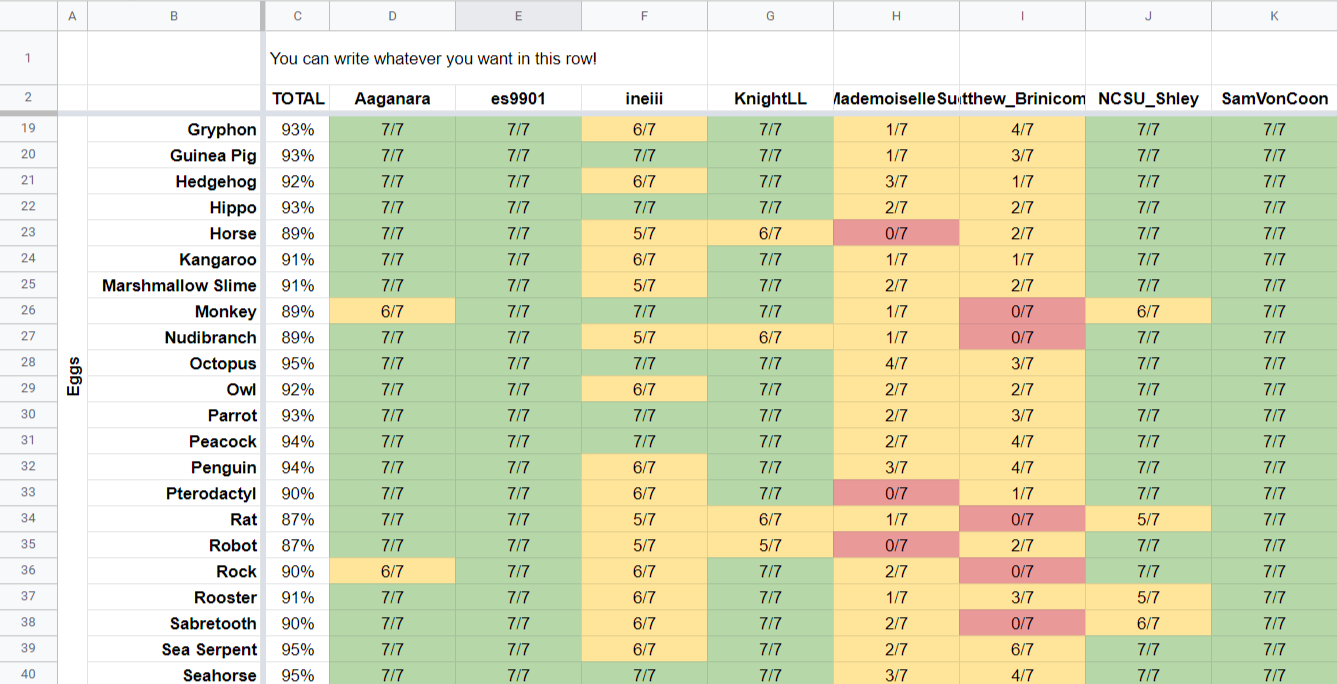 A B C D E F G H I J K
1 You can write whatever you want in this row!
2 TOTAL Aaganara es9901 ineiii KnightLL MademoiselleSu tthew_Brinicom NCSU_Shley SamVonCoon
19 Gryphon 93% 7/7 7/7 6/7 7/7 1/7 4/7 7/7 7/7
20 Guinea Pig 93% 7/7 7/7 7/7 7/7 1/7 3/7 7/7 7/7
21 Hedgehog 92% 7/7 7/7 6/7 7/7 3/7 1/7 7/7 7/7
22 Hippo 93% 7/7 7/7 7/7 7/7 2/7 2/7 7/7 7/7
23 Horse 89% 7/7 7/7 5/7 6/7 0/7 2/7 7/7 7/7
24 Kangaroo 91% 7/7 7/7 6/7 7/7 1/7 1/7 7/7 7/7
25 Marshmallow Slime 91% 7/7 7/7 5/7 7/7 2/7 2/7 7/7 7/7
26 Monkey 89% 6/7 7/7 7/7 7/7 1/7 0/7 6/7 7/7
27 Nudibranch 89% 7/7 7/7 5/7 6/7 1/7 0/7 7/7 7/7
28 Octopus 95% 7/7 7/7 7/7 7/7 4/7 3/7 7/7 7/7
Eggs
29 Owl 92% 7/7 7/7 6/7 7/7 2/7 2/7 7/7 7/7
30 Parrot 93% 7/7 7/7 7/7 7/7 2/7 3/7 7/7 7/7
31 Peacock 94% 7/7 7/7 7/7 7/7 2/7 4/7 7/7 7/7
32 Penguin 94% 7/7 7/7 6/7 7/7 3/7 4/7 7/7 7/7
33 Pterodactyl 90% 7/7 7/7 6/7 7/7 0/7 1/7 7/7 7/7
34 Rat 87% 7/7 7/7 5/7 6/7 1/7 0/7 5/7 7/7
35 Robot 87% 7/7 7/7 5/7 5/7 0/7 2/7 7/7 7/7
36 Rock 90% 6/7 7/7 6/7 7/7 2/7 0/7 7/7 7/7
37 Rooster 91% 7/7 7/7 6/7 7/7 1/7 3/7 5/7 7/7
38 Sabretooth 90% 7/7 7/7 6/7 7/7 2/7 0/7 6/7 7/7
39 Sea Serpent 95% 7/7 7/7 6/7 7/7 2/7 6/7 7/7 7/7
40 Seahorse 95% 7/7 7/7 7/7 7/7 3/7 4/7 7/7 7/7